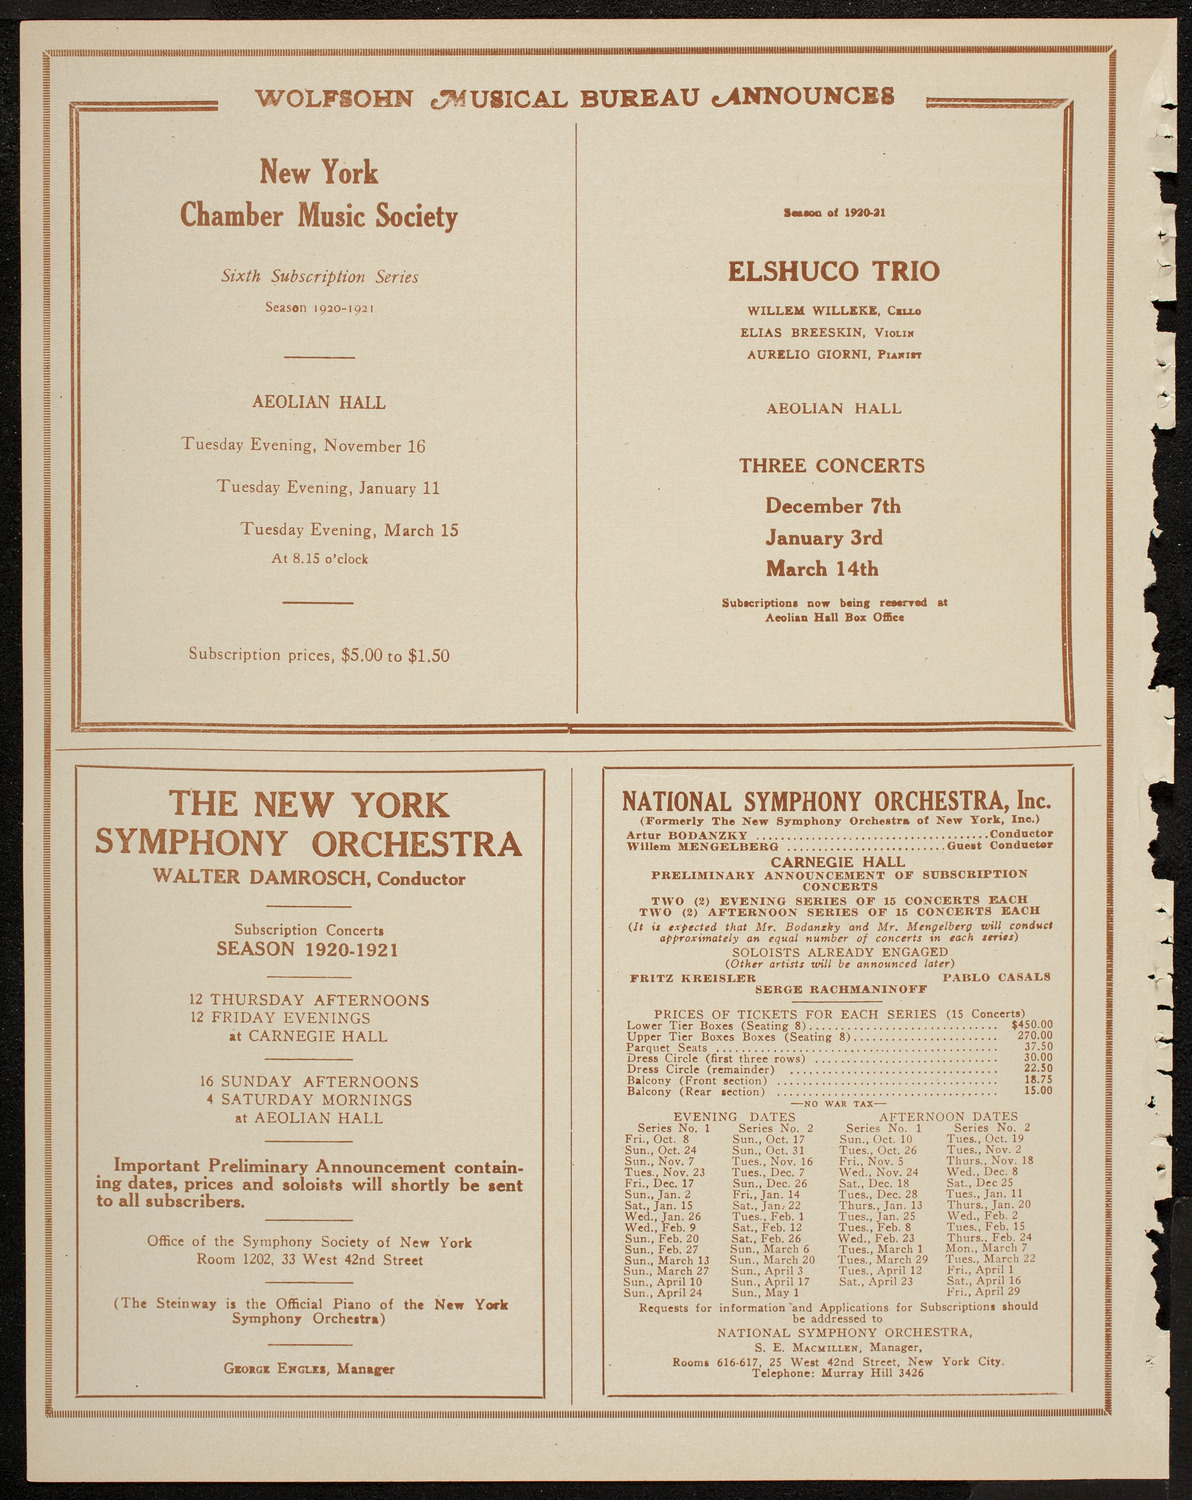 WOLFSOHN MUSICAL BUREAU ANNOUNCES
New York
Chamber Music Society
Sixth Subscription Series
Season 1920-1921
AEOLIAN HALL
Tuesday Evening, November 16
Tuesday Evening, January 11
Tuesday Evening, March 15
At 8.15 o'clock
Subscription prices, $5.00 to $1.50
Season of 1920-21
ELSHUCO TRIO
WILLEM WILLEKE, CELLO
ELIAS BREESKIN, VIOLIN
AURELIO GIORNI, PIANIST
AEOLIAN HALL
THREE CONCERTS
December 7th
January 3rd
March 14th
Subscriptions now being reserved at
Aeolian Hall Box Office
THE NEW YORK
SYMPHONY ORCHESTRA
WALTER DAMROSCH, Conductor
Subscription Concerts
SEASON 1920-1921
12 THURSDAY AFTERNOONS
12 FRIDAY EVENINGS
at CARNEGIE HALL
16 SUNDAY AFTERNOONS
4 SATURDAY MORNINGS
at AEOLIAN HALL
Important Preliminary Announcement contain-
ing dates, prices and soloists will shortly be sent
to all subscribers.
Office of the Symphony Society of New York
Room 1202, 33 West 42nd Street
(The Steinway is the Official Piano of the New York
Symphony Orchestra)
GEORGE ENGLES, Manager
NATIONAL SYMPHONY ORCHESTRA, Inc.
(Formerly The New Symphony Orchestra of New York, Inc.)
Artur BODANZKY ........................................Conductor
Willem MENGELBERG ...........................Guest Conductor
CARNEGIE HALL
PRELIMINARY ANNOUNCEMENT OF SUBSCRIPTION
CONCERTS
TWO (2) EVENING SERIES OF 15 CONCERTS EACH
TWO (2) AFTERNOON SERIES OF 15 CONCERTS EACH
(It is expected that Mr. Bodanzky and Mr. Mengelberg will conduct
approximately an equal number of concerts in each series)
SOLOISTS ALREADY ENGAGED
(Other artists will be announced later)
FRITZ KREISLER PABLO CASALS
SERGE RACHMANINOFF
PRICES OF TICKETS FOR EACH SERIES (15 Concerts)
Lower Tier Boxes (Seating 8)............................. $450.00
Upper Tier Boxes Boxes (Seating 8)...................... 270.00
Parquet Seats ........................................... 37.50
Dress Circle (first three rows) ............................ 30.00
Dress Circle (remainder) ................................ 22.50
Balcony (Front section) .................................. 18.75
Balcony (Rear section) .................................. 15.00
—NO WAR TAX—
EVENING DATES AFTERNOON DATES
Series No. 1 Series No. 2 Series No. 1 Series No. 2
Fri., Oct. 8 Sun., Oct. 17 Sun., Oct. 10 Tues., Oct. 19
Sun., Oct. 24 Sun., Oct. 31 Tues., Oct. 26 Tues., Nov. 2
Sun., Nov. 7 Tues., Nov. 16 Fri., Nov. 5 Thurs., Nov. 18
Tues., Nov. 23 Tues., Dec. 7 Wed., Nov. 24 Wed., Dec. 8
Fri., Dec. 17 Sun., Dec. 26 Sat., Dec. 18 Sat., Dec 25
Sun., Jan. 2 Fri., Jan. 14 Tues., Dec. 28 Tues., Jan. 11
Sat., Jan. 15 Sat., Jan. 22 Thurs., Jan. 13 Thurs., Jan. 20
Wed., Jan. 26 Tues., Feb. 1 Tues., Jan. 25 Wed., Feb. 2
Wed., Feb. 9 Sat., Feb. 12 Tues., Feb. 8 Tues., Feb. 15
Sun., Feb. 20 Sat., Feb. 26 Wed., Feb. 23 Thurs., Feb. 24
Sun., Feb. 27 Sun., March 6 Tues., March 1 Mon., March 7
Sun., March 13 Sun., March 20 Tues., March 29 Tues., March 22
Sun., March 27 Sun., April 3 Tues., April 12 Fri., April 1
Sun., April 10 Sun., April 17 Sat., April 23 Sat., April 16
Sun., April 24 Sun., May 1 Fri., April 29
Requests for information and Applications for Subscriptions should
be addressed to
NATIONAL SYMPHONY ORCHESTRA,
S. E. MACMILLEN, Manager,
Rooms 616-617, 25 West 42nd Street, New York City.
Telephone: Murray Hill 3426